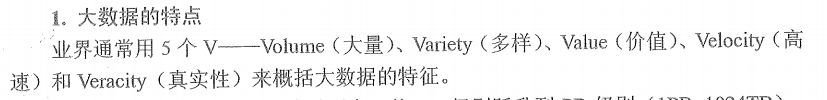 1. 大数据的特点
业界通常用 5 个 V——Volume（大量）、Variety（多样）、Value（价值）、Velocity（高
速）和 Veracity（真实性）来概括大数据的特征。